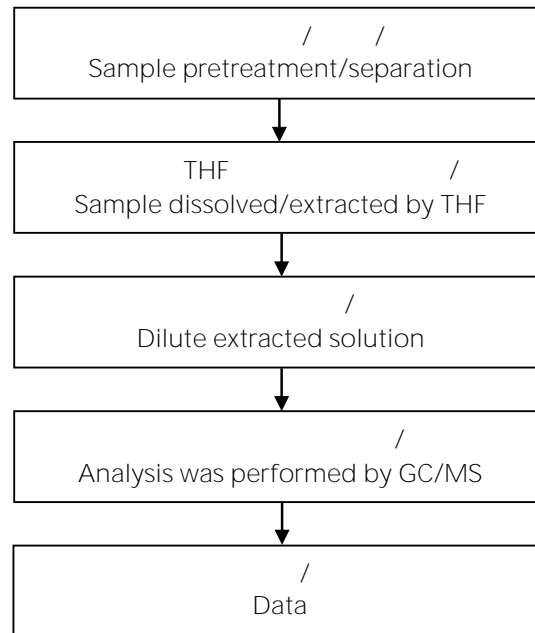 / /
Sample pretreatment/separation
THF /
Sample dissolved/extracted by THF
/
Dilute extracted solution
/
Analysis was performed by GC/MS
/
Data